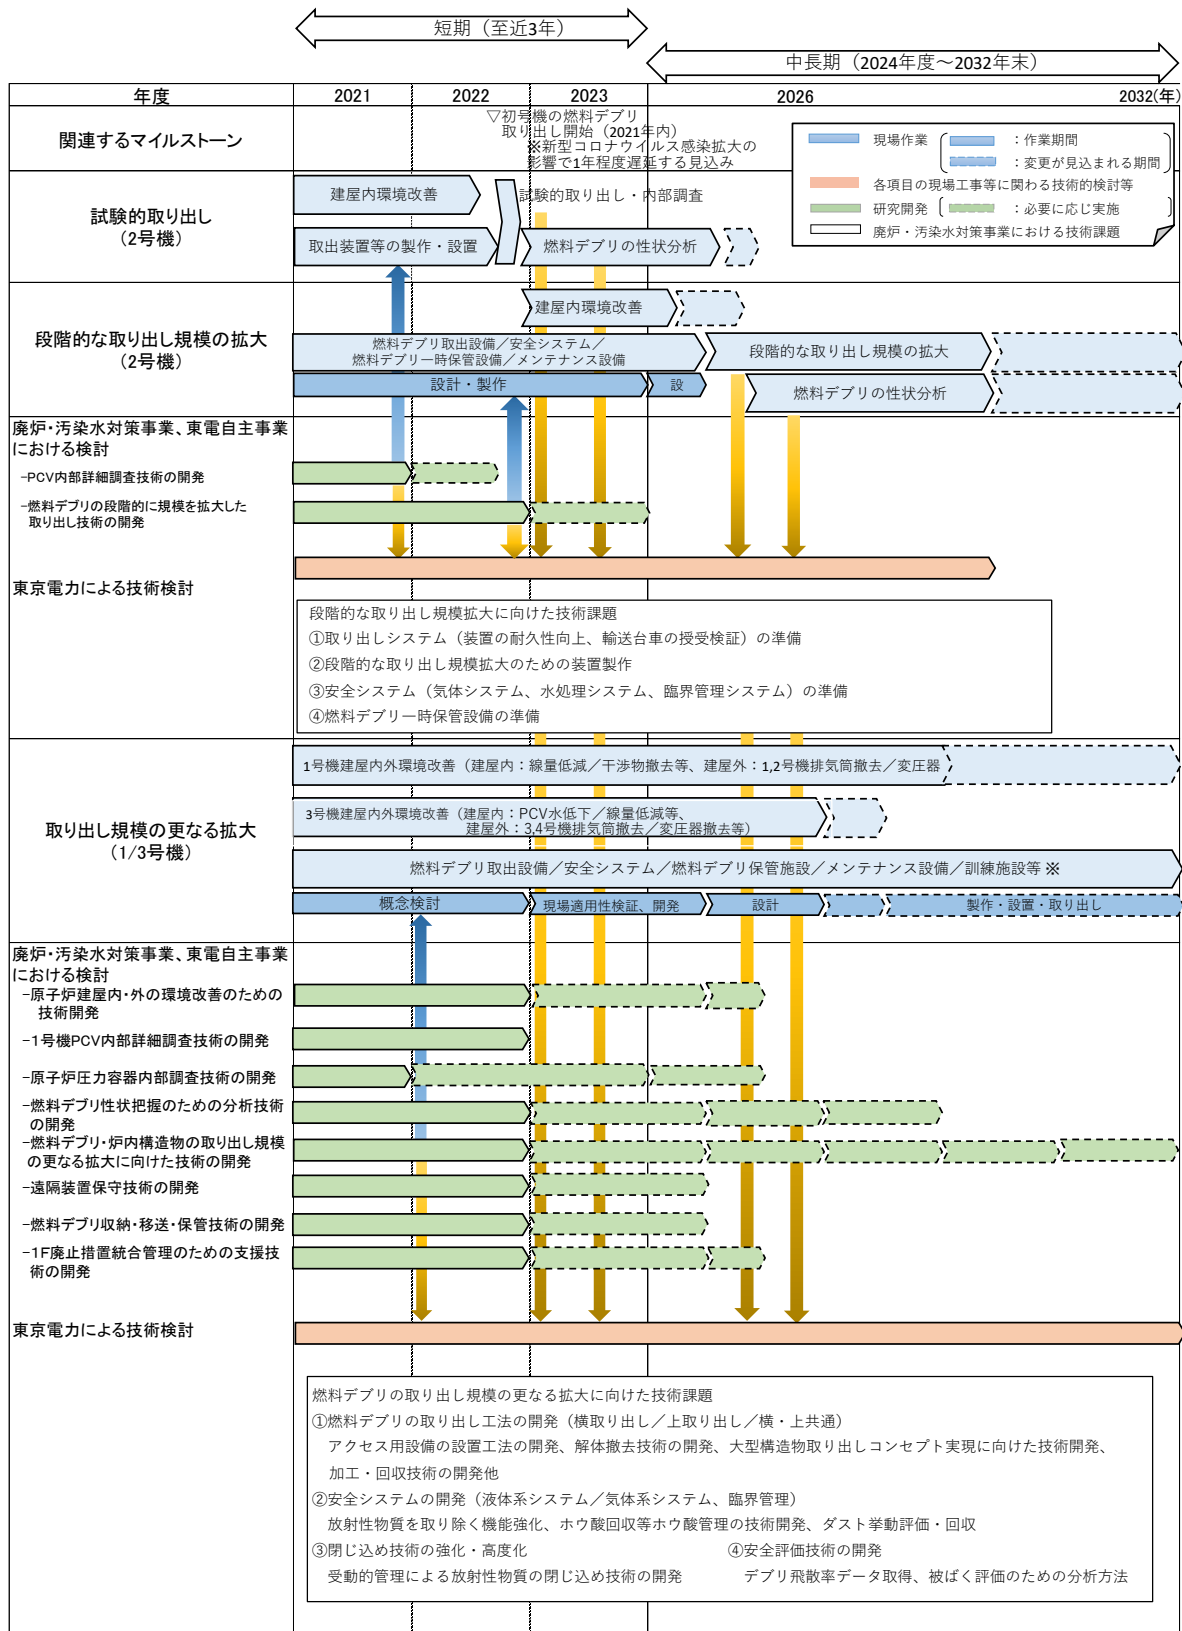 短期（至近3年）
中長期（2024年度～2032年末）
年度
2021
2022
2023
2026
2032(年)
関連するマイルストーン
▽初号機の燃料デブリ
取り出し開始（2021年内）
※新型コロナウイルス感染拡大の
影響で1年程度遅延する見込み
現場作業
：作業期間
：変更が見込まれる期間
各項目の現場工事等に関わる技術的検討等
研究開発
：必要に応じ実施
廃炉・汚染水対策事業における技術課題
試験的取り出し
(2号機)
建屋内環境改善
試験的取り出し・内部調査
取出装置等の製作・設置
燃料デブリの性状分析
段階的な取り出し規模の拡大
(2号機)
建屋内環境改善
燃料デブリ取出設備／安全システム／
燃料デブリ一時保管設備／メンテナンス設備
段階的な取り出し規模の拡大
設計・製作
設
燃料デブリの性状分析
廃炉・汚染水対策事業、東電自主事業
における検討
-PCV内部詳細調査技術の開発
-燃料デブリの段階的に規模を拡大した
取り出し技術の開発
東京電力による技術検討
段階的な取り出し規模拡大に向けた技術課題
①取り出しシステム（装置の耐久性向上、輸送台車の授受検証）の準備
②段階的な取り出し規模拡大のための装置製作
③安全システム（気体システム、水処理システム、臨界管理システム）の準備
④燃料デブリ一時保管設備の準備
取り出し規模の更なる拡大
(1/3号機)
1号機建屋内外環境改善（建屋内：線量低減／干渉物撤去等、建屋外：1,2号機排気筒撤去／変圧器
3号機建屋内外環境改善（建屋内：PCV水低下／線量低減等、
建屋外：3,4号機排気筒撤去／変圧器撤去等）
燃料デブリ取出設備／安全システム／燃料デブリ保管施設／メンテナンス設備／訓練施設等 ※
概念検討
現場適用性検証、開発
設計
製作・設置・取り出し
廃炉・汚染水対策事業、東電自主事業
における検討
-原子炉建屋内・外の環境改善のための
技術開発
-1号機PCV内部詳細調査技術の開発
-原子炉圧力容器内部調査技術の開発
-燃料デブリ性状把握のための分析技術
の開発
-燃料デブリ・炉内構造物の取り出し規模
の更なる拡大に向けた技術の開発
-遠隔装置保守技術の開発
-燃料デブリ収納・移送・保管技術の開発
-1F廃止措置統合管理のための支援技
術の開発
東京電力による技術検討
燃料デブリの取り出し規模の更なる拡大に向けた技術課題
①燃料デブリの取り出し工法の開発（横取り出し／上取り出し／横・上共通）
アクセス用設備の設置工法の開発、解体撤去技術の開発、大型構造物取り出しコンセプト実現に向けた技術開発、
加工・回収技術の開発他
②安全システムの開発（液体系システム／気体系システム、臨界管理）
放射性物質を取り除く機能強化、ホウ酸回収等ホウ酸管理の技術開発、ダスト挙動評価・回収
③閉じ込め技術の強化・高度化
④安全評価技術の開発
受動的管理による放射性物質の閉じ込め技術の開発
デブリ飛散率データ取得、被ばく評価のための分析方法